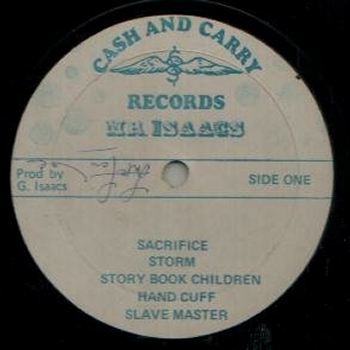 CASH AND CARRY
RECORDS
MR ISAACS
Prod by
G. Isaacs
SIDE ONE
SACRIFICE
STORM
STORY BOOK CHILDREN
HAND CUFF
SLAVE MASTER